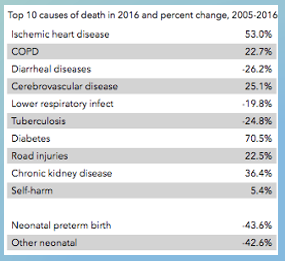 Top 10 causes of death in 2016 and percent change, 2005-2016
Ischemic heart disease 53.0%
COPD 22.7%
Diarrheal diseases -26.2%
Cerebrovascular disease 25.1%
Lower respiratory infect -19.8%
Tuberculosis -24.8%
Diabetes 70.5%
Road injuries 22.5%
Chronic kidney disease 36.4%
Self-harm 5.4%
Neonatal preterm birth -43.6%
Other neonatal -42.6%